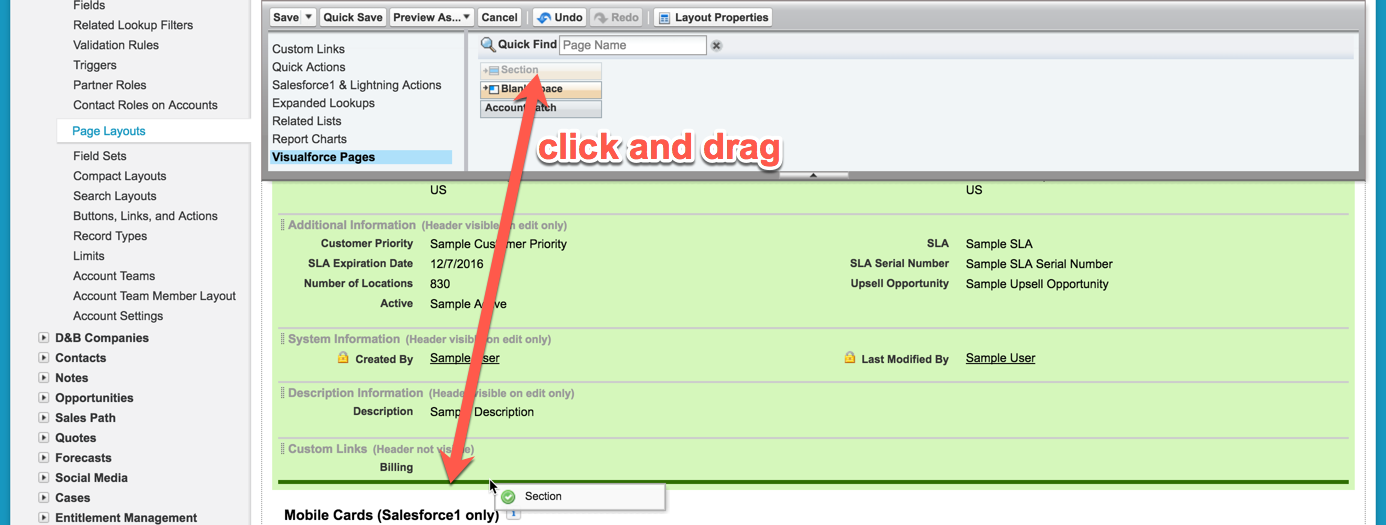 Fields
Related Lookup Filters
Validation Rules
Triggers
Partner Roles
Contact Roles on Accounts
Page Layouts
Field Sets
Compact Layouts
Search Layouts
Buttons, Links, and Actions
Record Types
Limits
Account Teams
Account Team Member Layout
Account Settings
D&B Companies
Contacts
Notes
Opportunities
Sales Path
Quotes
Forecasts
Social Media
Cases
Entitlement Management
Save Quick Save Preview As... Cancel Undo Redo Layout Properties
Custom Links
Quick Actions
Salesforce1 & Lightning Actions
Expanded Lookups
Related Lists
Report Charts
Visualforce Pages
Quick Find Page Name
Section
click and drag
US US
Additional Information (Header visible on edit only)
Customer Priority Sample Customer Priority SLA Sample SLA
SLA Expiration Date 12/7/2016 SLA Serial Number Sample SLA Serial Number
Number of Locations 830 Upsell Opportunity Sample Upsell Opportunity
Active Sample Active
System Information (Header visible on edit only)
Created By Sample User Last Modified By Sample User
Description Information (Header visible on edit only)
Description Sample Description
Custom Links (Header not visible)
Billing
Section
Mobile Cards (Salesforce1 only) i